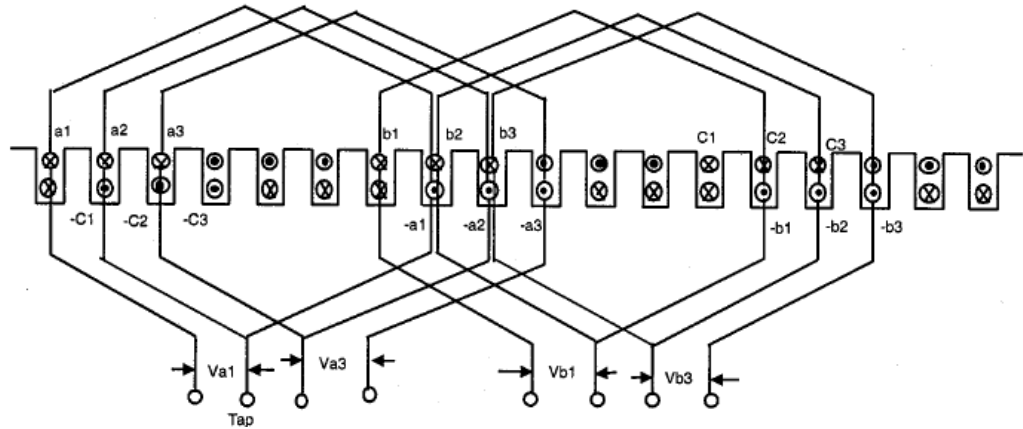 a1 a2 a3 b1 b2 b3 C1 C2 C3
-C1 -C2 -C3 -a1 -a2 -a3 -b1 -b2 -b3
Va1 Va3 Vb1 Vb3
Tap